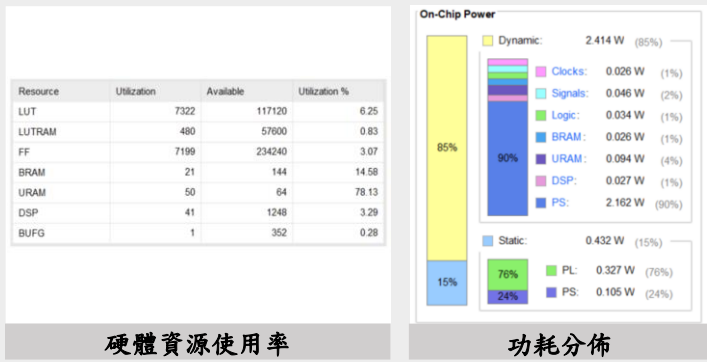 Resource Utilization Available Utilization %
LUT 7322 117120 6.25
LUTRAM 480 57600 0.83
FF 7199 234240 3.07
BRAM 21 144 14.58
URAM 50 64 78.13
DSP 41 1248 3.29
BUFG 1 352 0.28
硬體資源使用率
On-Chip Power
Dynamic: 2.414 W (85%)
Clocks: 0.026 W (1%)
Signals: 0.046 W (2%)
Logic: 0.034 W (1%)
BRAM: 0.026 W (1%)
URAM: 0.094 W (4%)
DSP: 0.027 W (1%)
PS: 2.162 W (90%)
85%
90%
Static: 0.432 W (15%)
PL: 0.327 W (76%)
PS: 0.105 W (24%)
15%
76%
24%
功耗分佈